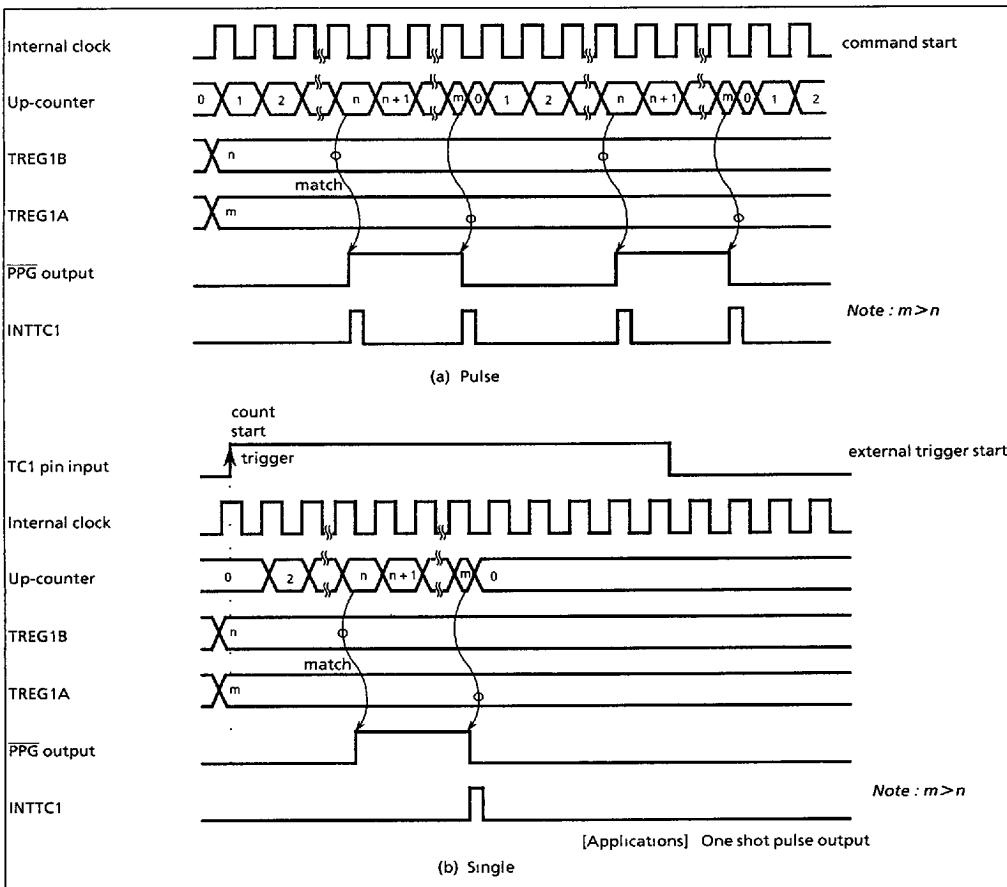 Internal clock
command start
Up-counter
0 1 2 n n+1 m 0 1 2 n n+1 m 0 1 2
TREG1B
n
match
TREG1A
m
PPG output
INTTC1
Note : m>n
(a) Pulse
count
start
trigger
TC1 pin input
external trigger start
Internal clock
Up-counter
0 2 n n+1 m 0
TREG1B
n
match
TREG1A
m
PPG output
INTTC1
Note : m>n
[Applications] One shot pulse output
(b) Single